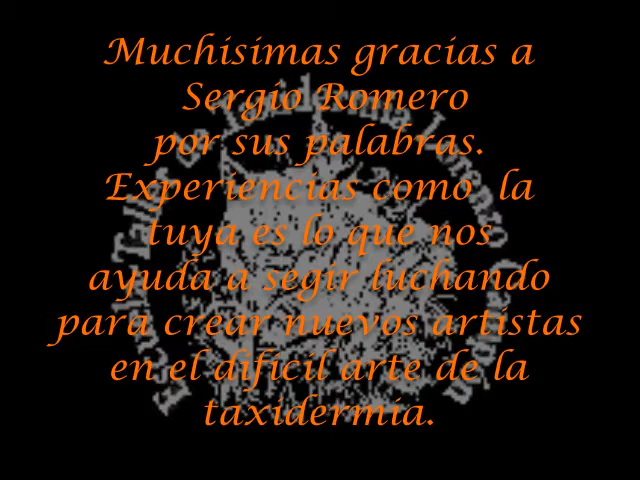 Muchisimas gracias a
Sergio Romero
por sus palabras.
Experiencias como la
tuya es lo que nos
ayuda a segir luchando
para crear nuevos artistas
en el dificil arte de la
taxidermia.